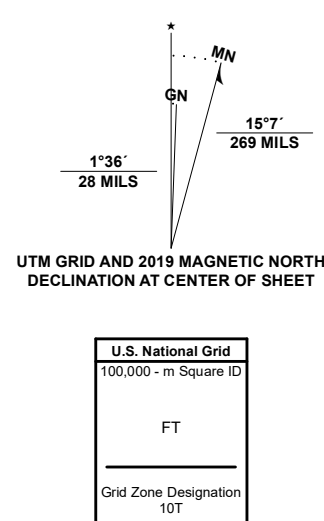 ★
MN
GN
15°7´
269 MILS
1°36´
28 MILS
UTM GRID AND 2019 MAGNETIC NORTH
DECLINATION AT CENTER OF SHEET
U.S. National Grid
100,000 - m Square ID
FT
Grid Zone Designation
10T